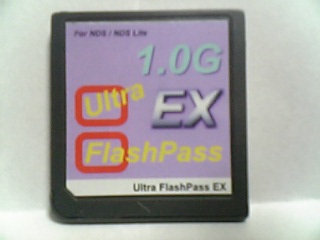 For NDS / NDS Lite
1.0G
Ultra EX
FlashPass
Ultra FlashPass EX